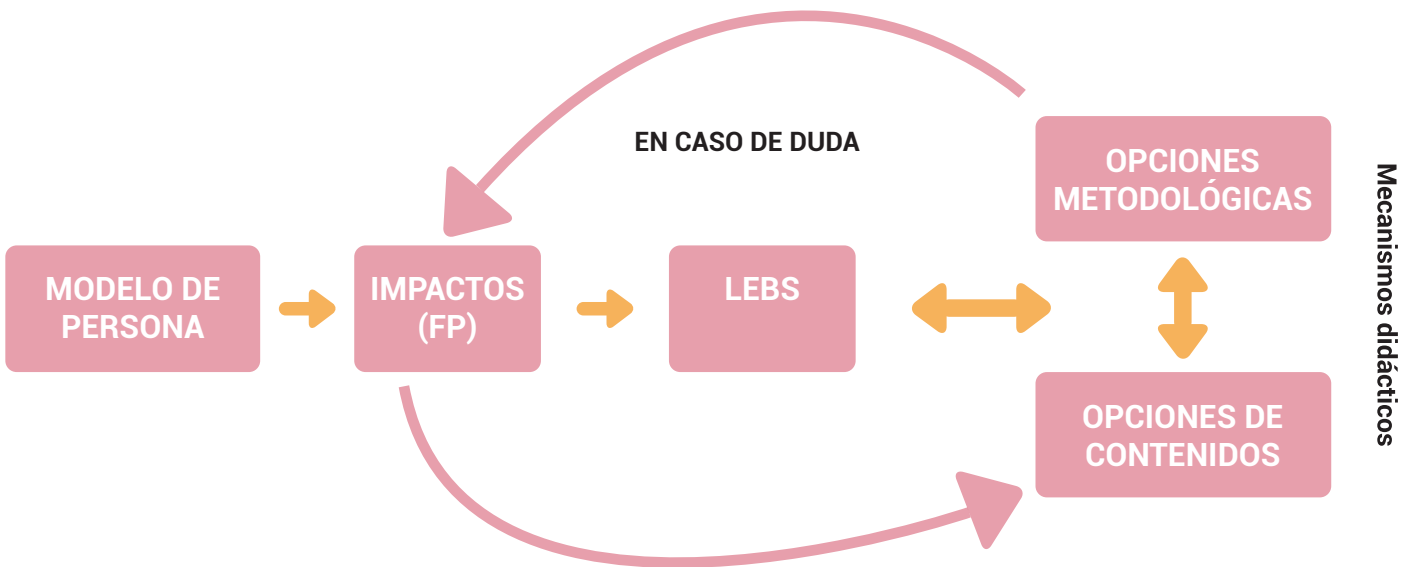 EN CASO DE DUDA
MODELO DE
PERSONA
IMPACTOS
(FP)
LEBS
OPCIONES
METODOLÓGICAS
OPCIONES DE
CONTENIDOS
Mecanismos didácticos